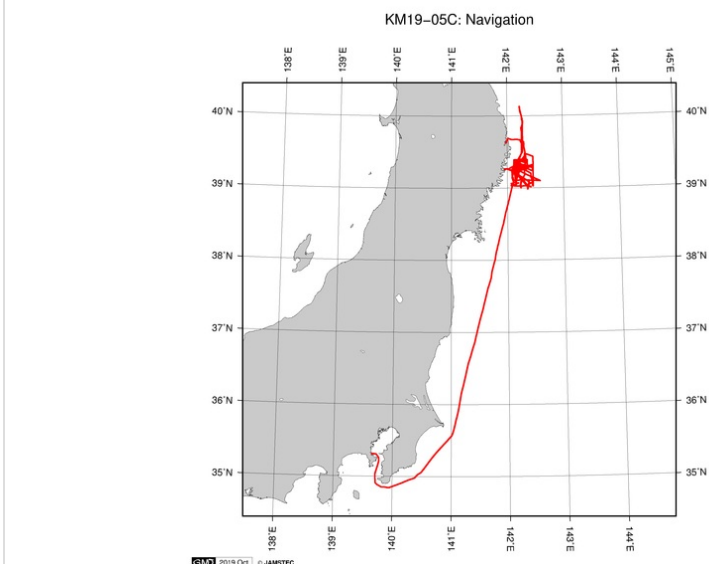 KM19-05C: Navigation
138°E 139°E 140°E 141°E 142°E 143°E 144°E 145°E
40°N 40°N
39°N 39°N
38°N 38°N
37°N 37°N
36°N 36°N
35°N 35°N
138°E 139°E 140°E 141°E 142°E 143°E 144°E
GMD 2019 Oct © JAMSTEC